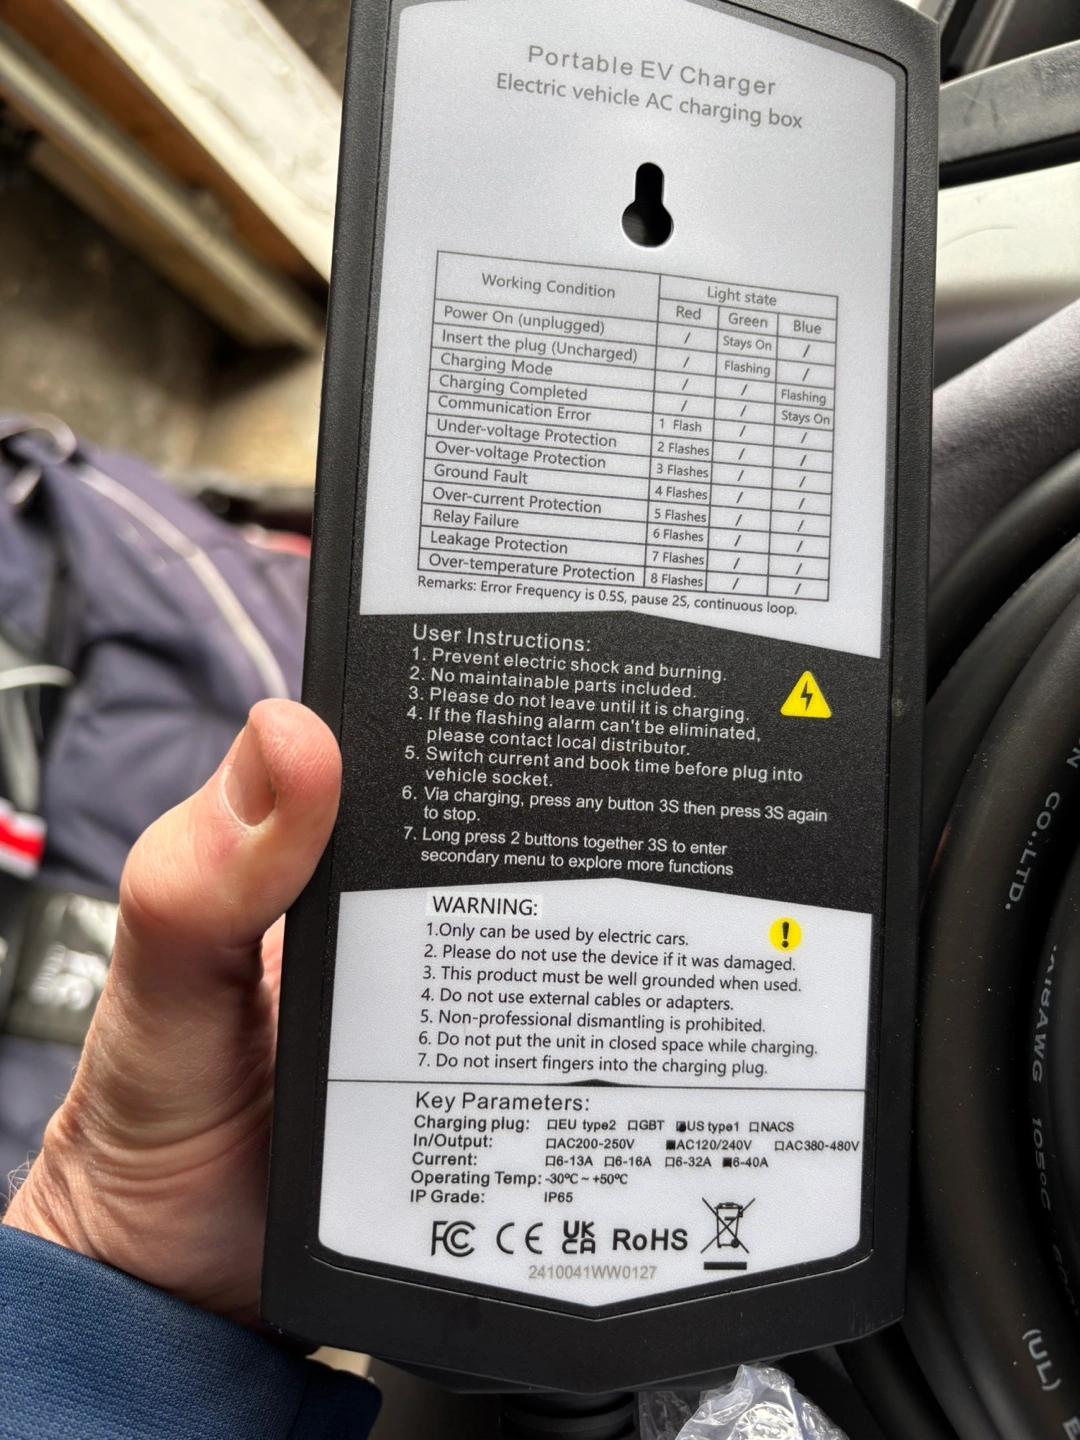 Portable EV Charger
Electric vehicle AC charging box
Working Condition Light state
Red Green Blue
Power On (unplugged) / Stays On /
Insert the plug (Uncharged) / Flashing /
Charging Mode / / Flashing
Charging Completed / / Stays On
Communication Error 1 Flash / /
Under-voltage Protection 2 Flashes / /
Over-voltage Protection 3 Flashes / /
Ground Fault 4 Flashes / /
Over-current Protection 5 Flashes / /
Relay Failure 6 Flashes / /
Leakage Protection 7 Flashes / /
Over-temperature Protection 8 Flashes / /
Remarks: Error Frequency is 0.5S, pause 2S, continuous loop.
User Instructions:
1. Prevent electric shock and burning.
2. No maintainable parts included.
3. Please do not leave until it is charging.
4. If the flashing alarm can't be eliminated,
please contact local distributor.
5. Switch current and book time before plug into
vehicle socket.
6. Via charging, press any button 3S then press 3S again
to stop.
7. Long press 2 buttons together 3S to enter
secondary menu to explore more functions
WARNING:
!
1.Only can be used by electric cars.
2. Please do not use the device if it was damaged.
3. This product must be well grounded when used.
4. Do not use external cables or adapters.
5. Non-professional dismantling is prohibited.
6. Do not put the unit in closed space while charging.
7. Do not insert fingers into the charging plug.
Key Parameters:
Charging plug: □EU type2 □GBT ■US type1 □NACS
In/Output: □AC200-250V ■AC120/240V □AC380-480V
Current: □6-13A □6-16A □6-32A ■6-40A
Operating Temp: -30℃ ~ +50℃
IP Grade: IP65
FC CE UK CA RoHS
2410041WW0127
CO.,LTD.
AWG 105°C
(UL)